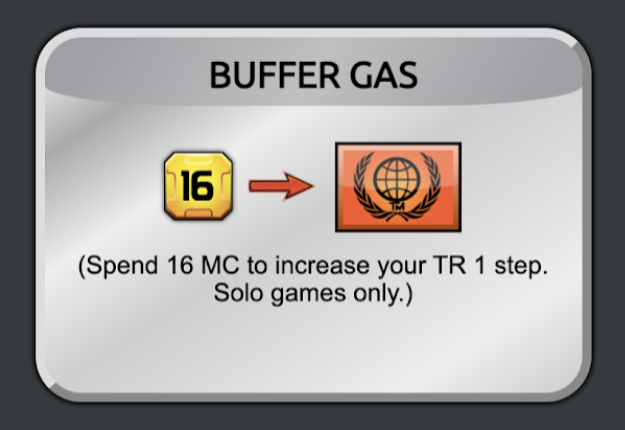 BUFFER GAS
16
TM
(Spend 16 MC to increase your TR 1 step.
Solo games only.)